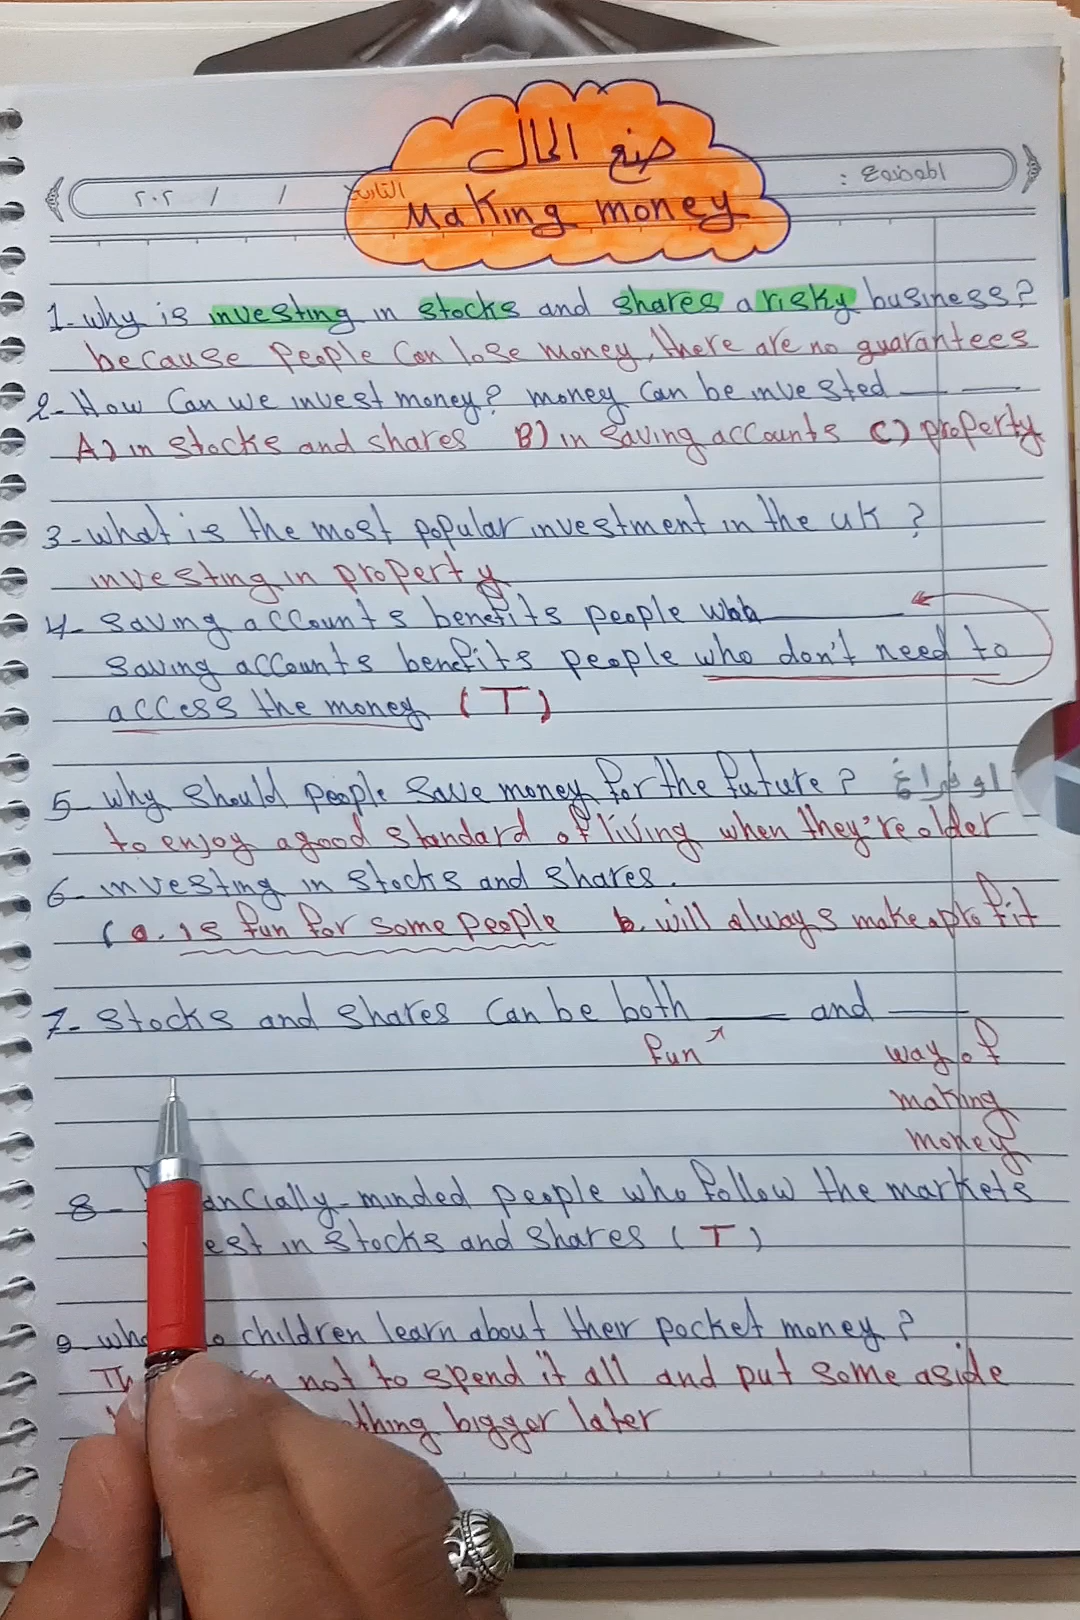 صنع المال
الموضوع :
التاريخ / / ٢٠٢
Making money
1- why is investing in stocks and shares a risky business?
because people can lose money, there are no guarantees
2- How can we invest money? money can be invested
A) in stocks and shares B) in saving accounts C) property
3- what is the most popular investment in the uk ?
investing in property
4- saving accounts benefits people
saving accounts benefits people who don't need to
access the money (T)
5- why should people save money for the future? او فراغ
to enjoy a good standard of living when they're older
6- investing in stocks and shares.
(a. is fun for some people b. will always make a profit
7- stocks and shares can be both ___ and ___
fun way of
making
money
8- ancially-minded people who follow the markets
est in stocks and shares (T)
9- children learn about their pocket money?
not to spend it all and put some aside
thing bigger later